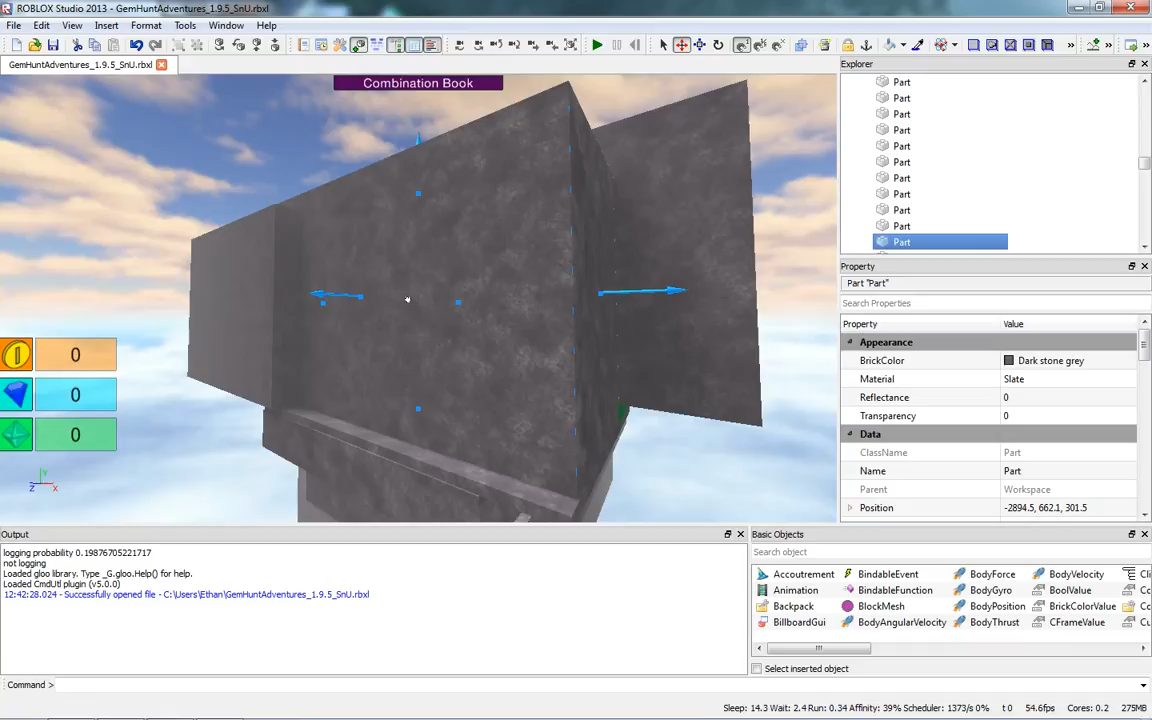 ROBLOX Studio 2013 - GemHuntAdventures_1.9.5_SnU.rbxl
File Edit View Insert Format Tools Window Help
GemHuntAdventures_1.9.5_SnU.rbxl
Combination Book
0
0
0
Y
Z X
Explorer
Part
Part
Part
Part
Part
Part
Part
Part
Part
Part
Part
Property
Part "Part"
Search Properties
Property Value
Appearance
BrickColor Dark stone grey
Material Slate
Reflectance 0
Transparency 0
Data
ClassName Part
Name Part
Parent Workspace
Position -2894.5, 662.1, 301.5
Output
logging probability 0.19876705221717
not logging
Loaded gloo library. Type _G.gloo.Help() for help.
Loaded CmdUtl plugin (v5.0.0)
12:42:28.024 - Successfully opened file - C:\Users\Ethan\GemHuntAdventures_1.9.5_SnU.rbxl
Basic Objects
Search object
Accoutrement BindableEvent BodyForce BodyVelocity Cli
Animation BindableFunction BodyGyro BoolValue Co
Backpack BlockMesh BodyPosition BrickColorValue Co
BillboardGui BodyAngularVelocity BodyThrust CFrameValue Cu
Select inserted object
Command >
Sleep: 14.3 Wait: 2.4 Run: 0.34 Affinity: 39% Scheduler: 1373/s 0% t 0 54.6fps Cores: 0.2 275MB